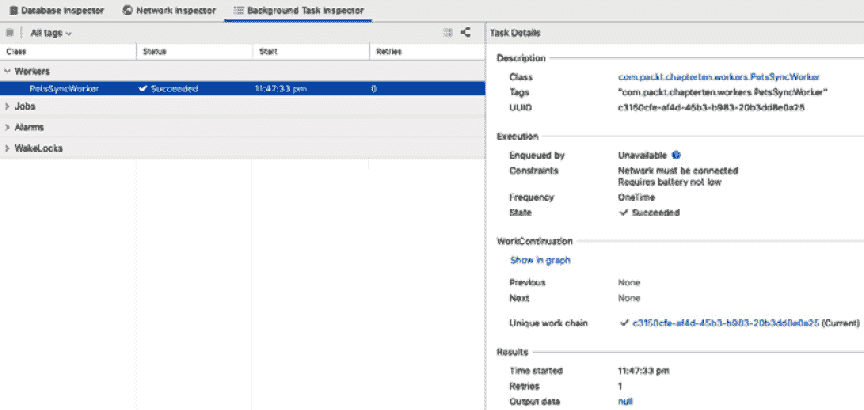 Database Inspector Network Inspector Background Task Inspector
All tags
Task Details
Class Status Start Retries
Workers
PetsSyncWorker Succeeded 11:47:33 pm 0
Jobs
Alarms
WakeLocks
Description
Class com.packt.chapterten.workers.PetsSyncWorker
Tags "com.packt.chapterten.workers.PetsSyncWorker"
UUID c3150cfe-af4d-45b3-b983-20b3dd8e0a25
Execution
Enqueued by Unavailable
Constraints Network must be connected
Requires battery not low
Frequency OneTime
State Succeeded
WorkContinuation
Show in graph
Previous None
Next None
Unique work chain c3150cfe-af4d-45b3-b983-20b3dd8e0a25 (Current)
Results
Time started 11:47:33 pm
Retries 1
Output data null